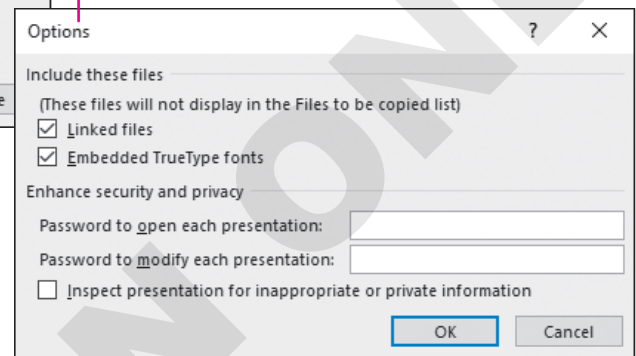 Options ? ×
Include these files
(These files will not display in the Files to be copied list)
Linked files
Embedded TrueType fonts
Enhance security and privacy
Password to open each presentation:
Password to modify each presentation:
Inspect presentation for inappropriate or private information
OK Cancel